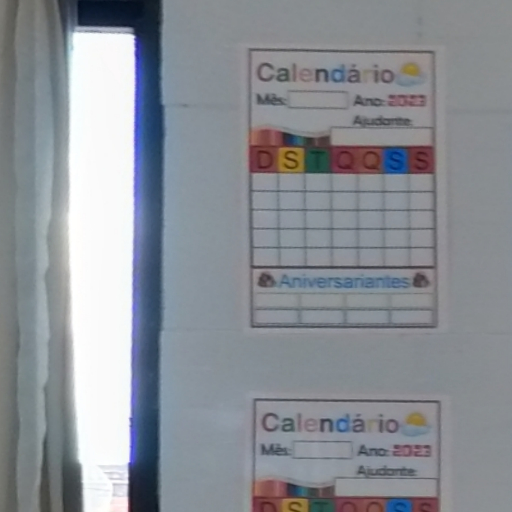 Calendário
Mês: Ano: 2023
Ajudante:
D S T Q Q S S
Aniversariantes
Calendário
Mês: Ano: 2023
Ajudante:
D S T Q Q S S